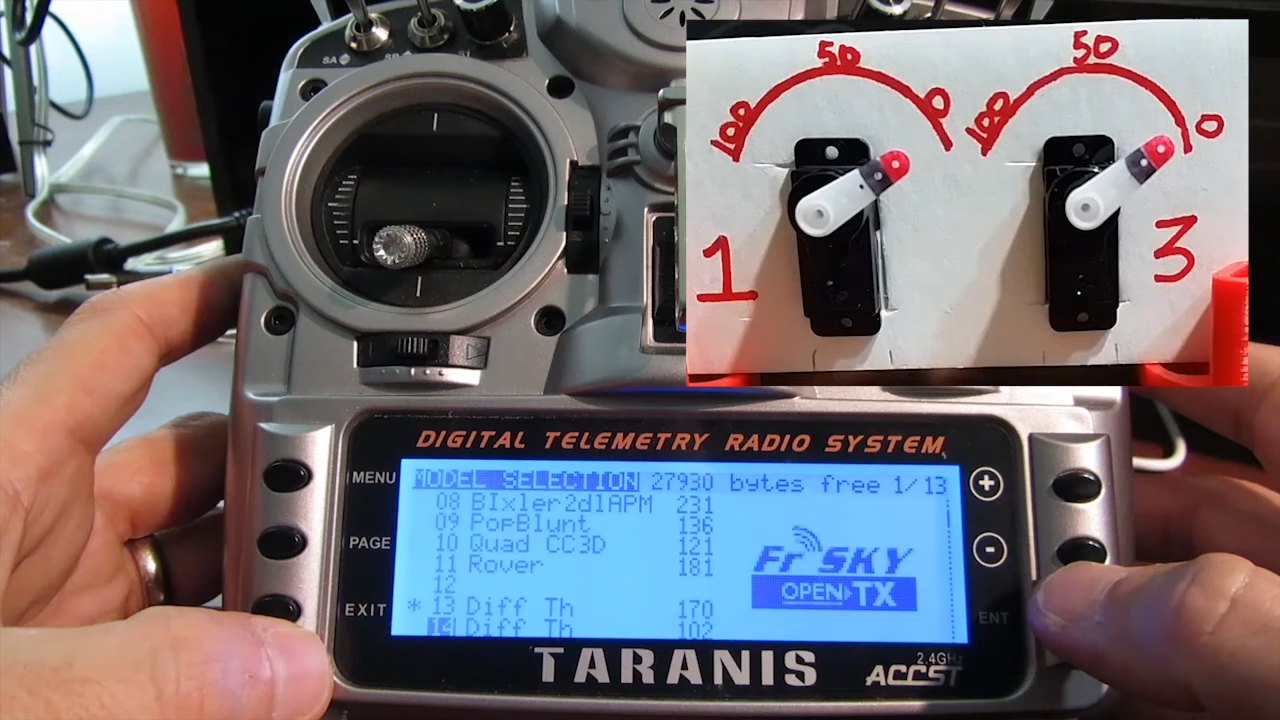 SA
50
50
100
0
100
0
1
3
DIGITAL TELEMETRY RADIO SYSTEM
MENU
PAGE
EXIT
MODEL SELECTION 27930 bytes free 1/13
08 BIxler2dlAPM 231
09 PopBlunt 136
10 Quad CC3D 121
11 Rover 181
12
* 13 Diff Th 170
14 Diff Th 102
FrSKY
OPEN TX
+
-
ENT
TARANIS
2.4GHz
ACCST